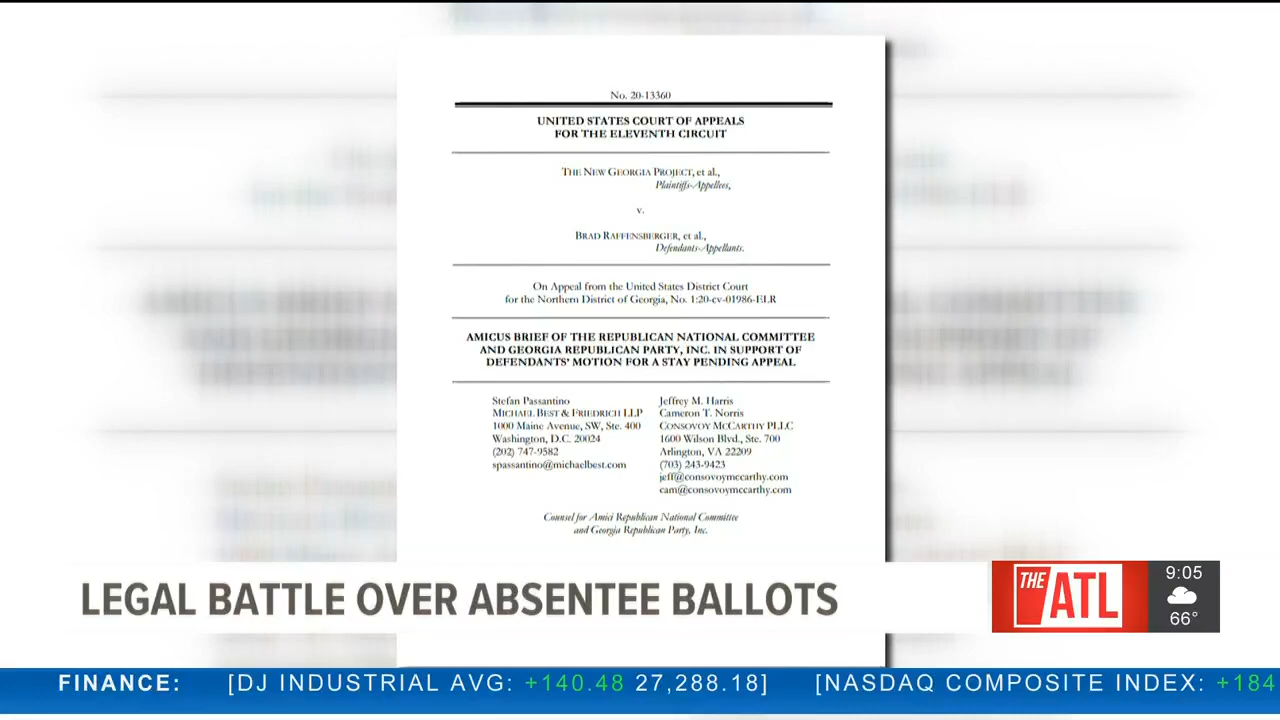 No. 20-13360
UNITED STATES COURT OF APPEALS
FOR THE ELEVENTH CIRCUIT
THE NEW GEORGIA PROJECT, et al.,
Plaintiffs-Appellees,
v.
BRAD RAFFENSBERGER, et al.,
Defendants-Appellants.
On Appeal from the United States District Court
for the Northern District of Georgia, No. 1:20-cv-01986-ELR
AMICUS BRIEF OF THE REPUBLICAN NATIONAL COMMITTEE
AND GEORGIA REPUBLICAN PARTY, INC. IN SUPPORT OF
DEFENDANTS' MOTION FOR A STAY PENDING APPEAL
Stefan Passantino
MICHAEL BEST & FRIEDRICH LLP
1000 Maine Avenue, SW, Ste. 400
Washington, D.C. 20024
(202) 747-9582
spassantino@michaelbest.com
Jeffrey M. Harris
Cameron T. Norris
CONSOVOY MCCARTHY PLLC
1600 Wilson Blvd., Ste. 700
Arlington, VA 22209
(703) 243-9423
jeff@consovoymccarthy.com
cam@consovoymccarthy.com
Counsel for Amici Republican National Committee
and Georgia Republican Party, Inc.
LEGAL BATTLE OVER ABSENTEE BALLOTS
THE ATL
9:05
66°
FINANCE: [DJ INDUSTRIAL AVG: +140.48 27,288.18] [NASDAQ COMPOSITE INDEX: +184